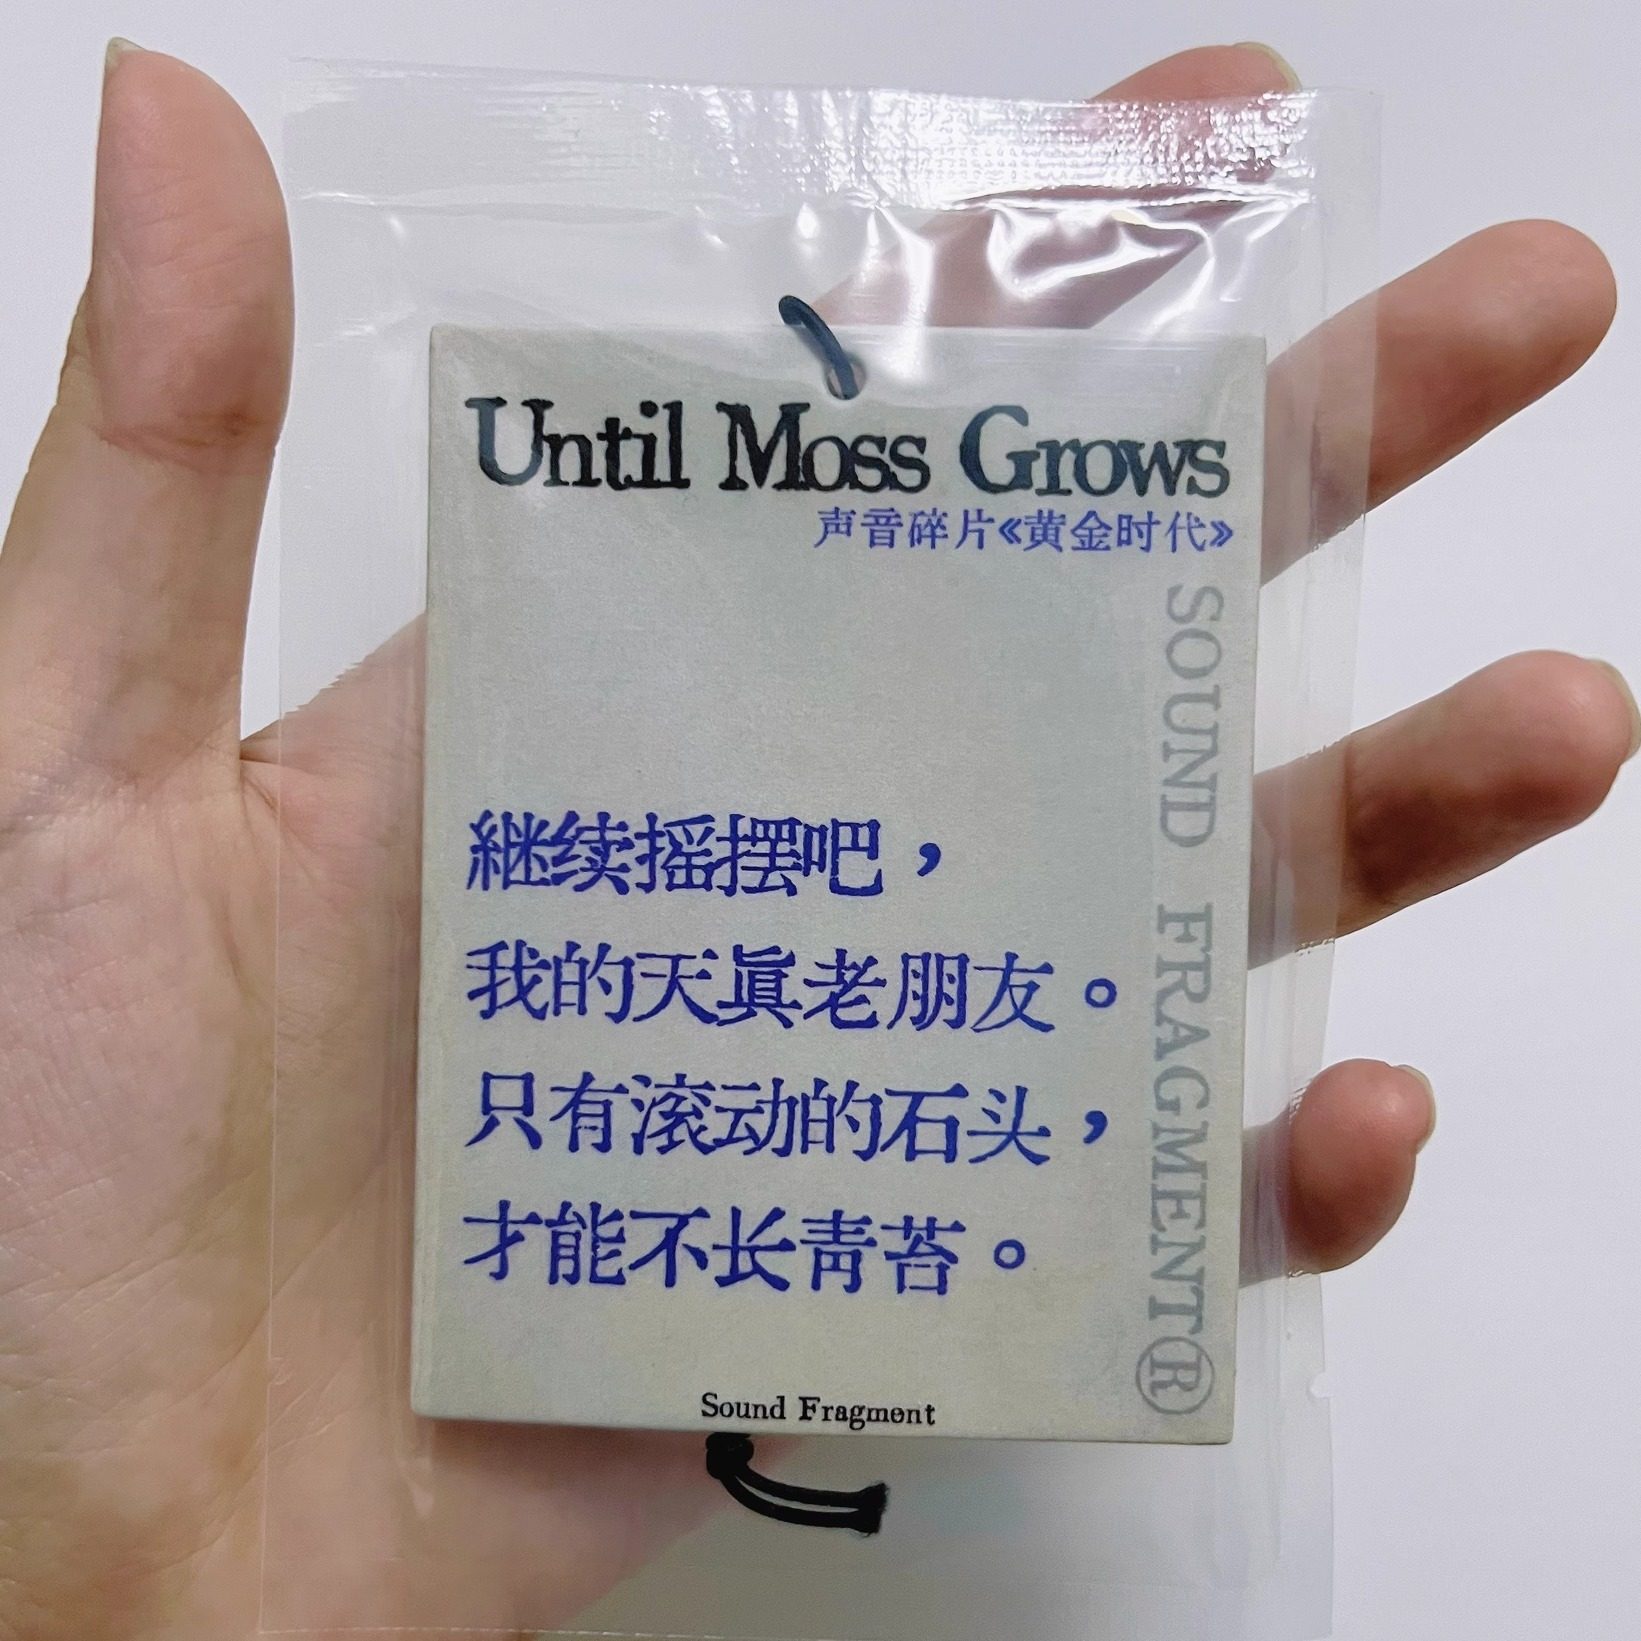 Until Moss Grows
声音碎片《黄金时代》
SOUND FRAGMENT®
継续摇摆吧，
我的天眞老朋友。
只有滚动的石头，
才能不长青苔。
Sound Fragment